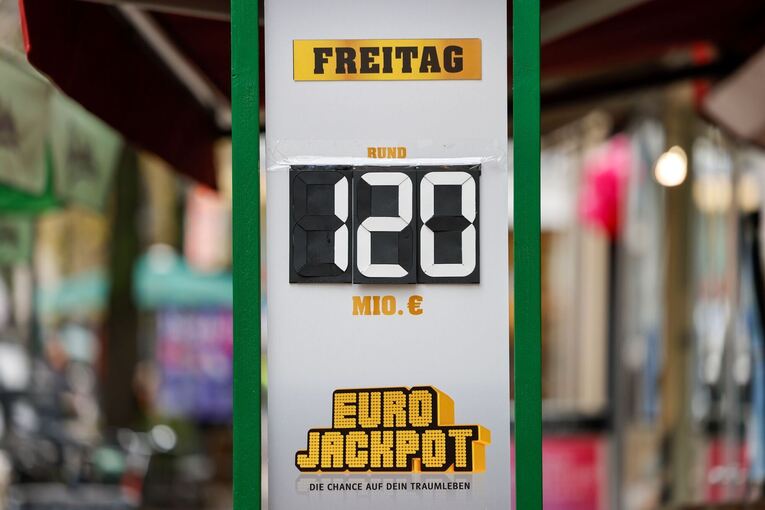 FREITAG
RUND
120
MIO. €
EURO
JACKPOT
DIE CHANCE AUF DEIN TRAUMLEBEN